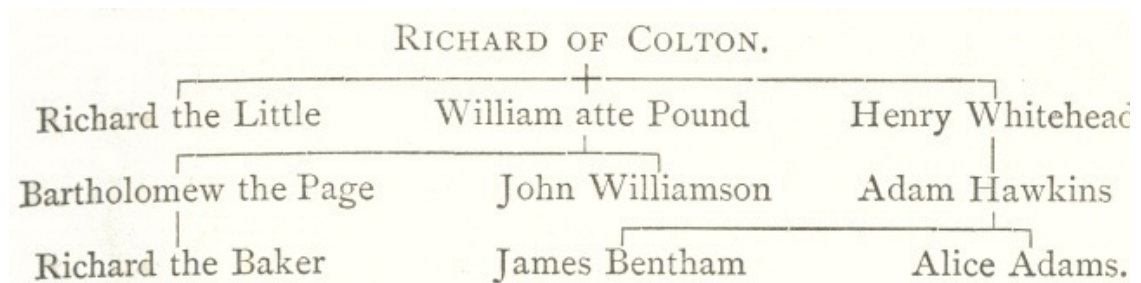 RICHARD OF COLTON.
Richard the Little William atte Pound Henry Whitehead
Bartholomew the Page John Williamson Adam Hawkins
Richard the Baker James Bentham Alice Adams.